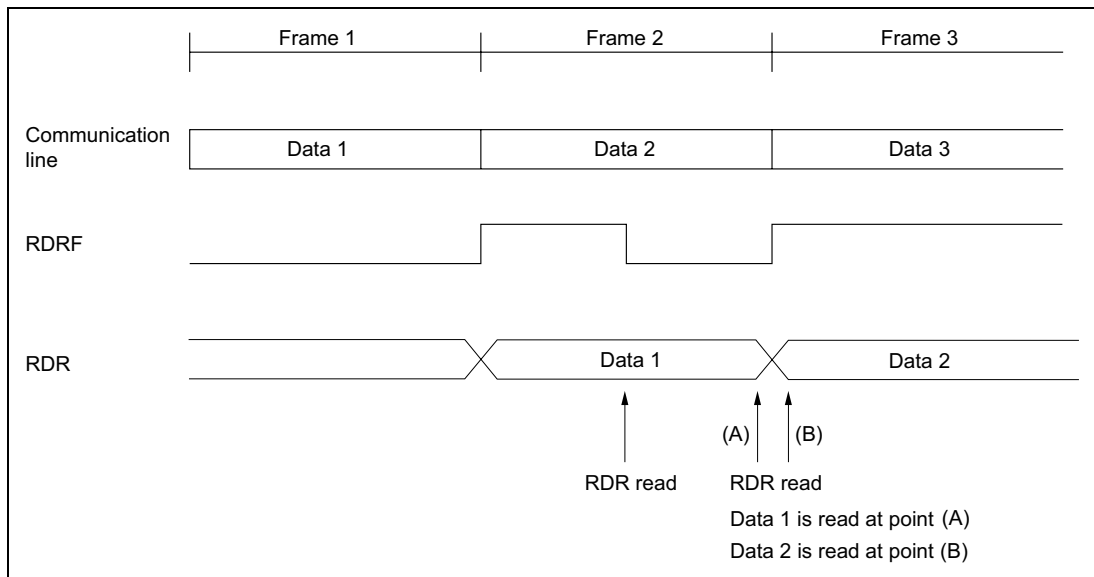 Frame 1 Frame 2 Frame 3
Communication
line
Data 1 Data 2 Data 3
RDRF
RDR
Data 1 Data 2
(A) (B)
RDR read RDR read
Data 1 is read at point (A)
Data 2 is read at point (B)